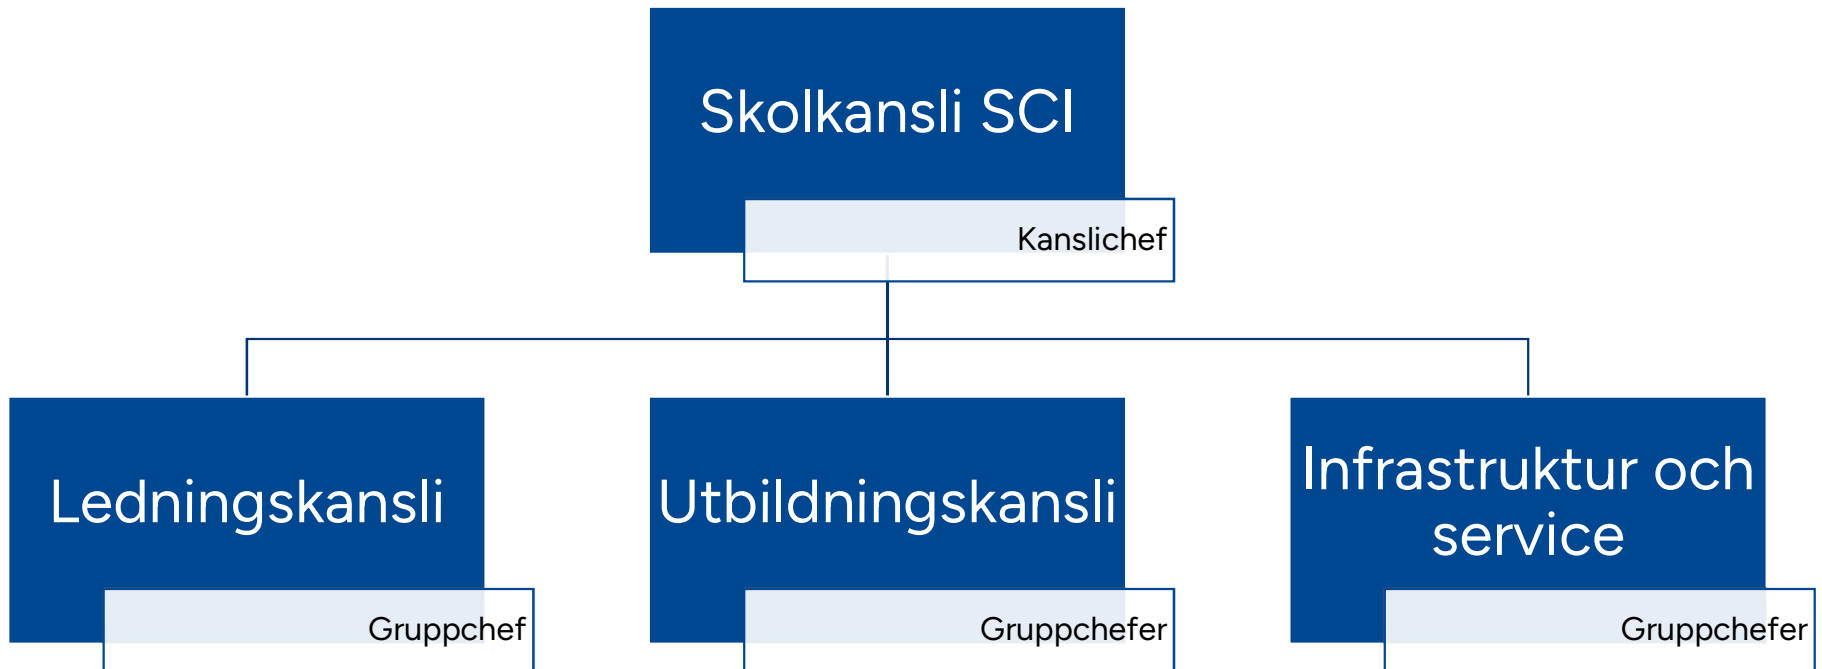 Skolkansli SCI
Kanslichef
Ledningskansli
Gruppchef
Utbildningskansli
Gruppchefer
Infrastruktur och
service
Gruppchefer